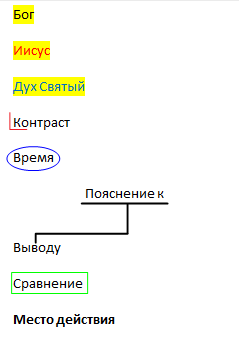 Бог
Иисус
Дух Святый
Контраст
Время
Пояснение к
Выводу
Сравнение
Место действия